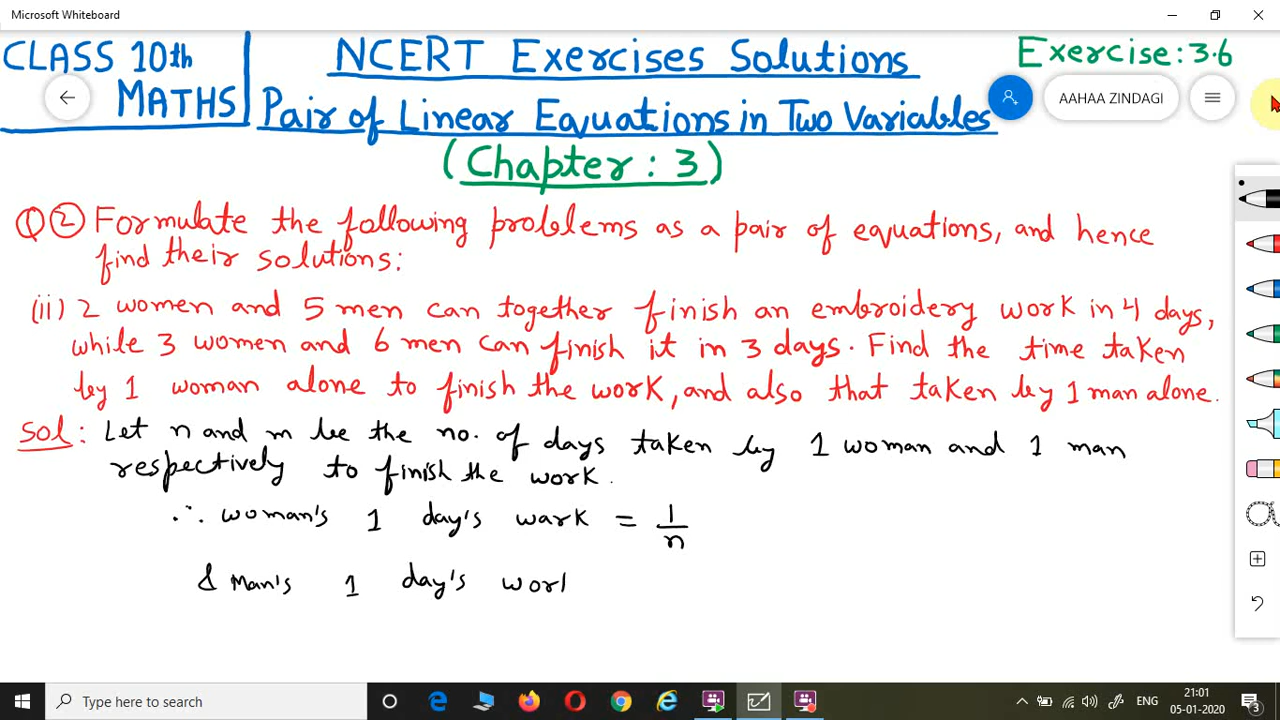 Microsoft Whiteboard
CLASS 10th
MATHS
NCERT Exercises Solutions
Pair of Linear Equations in Two Variables
(Chapter : 3)
Exercise: 3.6
AAHAA ZINDAGI
Q ② Formulate the following problems as a pair of equations, and hence
find their solutions:
(ii) 2 women and 5 men can together finish an embroidery work in 4 days,
while 3 women and 6 men can finish it in 3 days. Find the time taken
by 1 woman alone to finish the work, and also that taken by 1 man alone.
Sol: Let n and m be the no. of days taken by 1 woman and 1 man
respectively to finish the work.
∴ woman's 1 day's wark = 1/n
& Man's 1 day's worl
Type here to search
ENG
21:01
05-01-2020
3